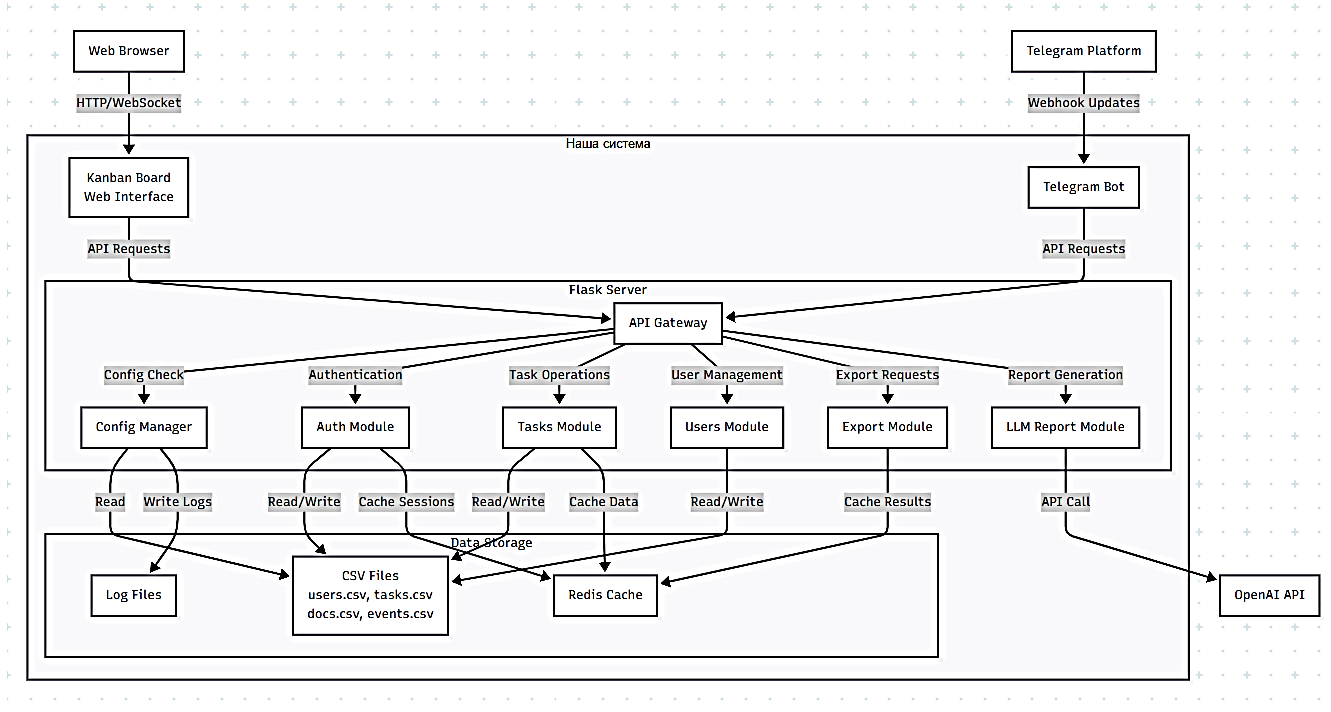 Web Browser
Telegram Platform
HTTP/WebSocket
Webhook Updates
Наша система
Kanban Board
Web Interface
Telegram Bot
API Requests
API Requests
Flask Server
API Gateway
Config Check
Authentication
Task Operations
User Management
Export Requests
Report Generation
Config Manager
Auth Module
Tasks Module
Users Module
Export Module
LLM Report Module
Read
Write Logs
Read/Write
Cache Sessions
Read/Write
Cache Data
Read/Write
Cache Results
API Call
Data Storage
Log Files
CSV Files
users.csv, tasks.csv
docs.csv, events.csv
Redis Cache
OpenAI API